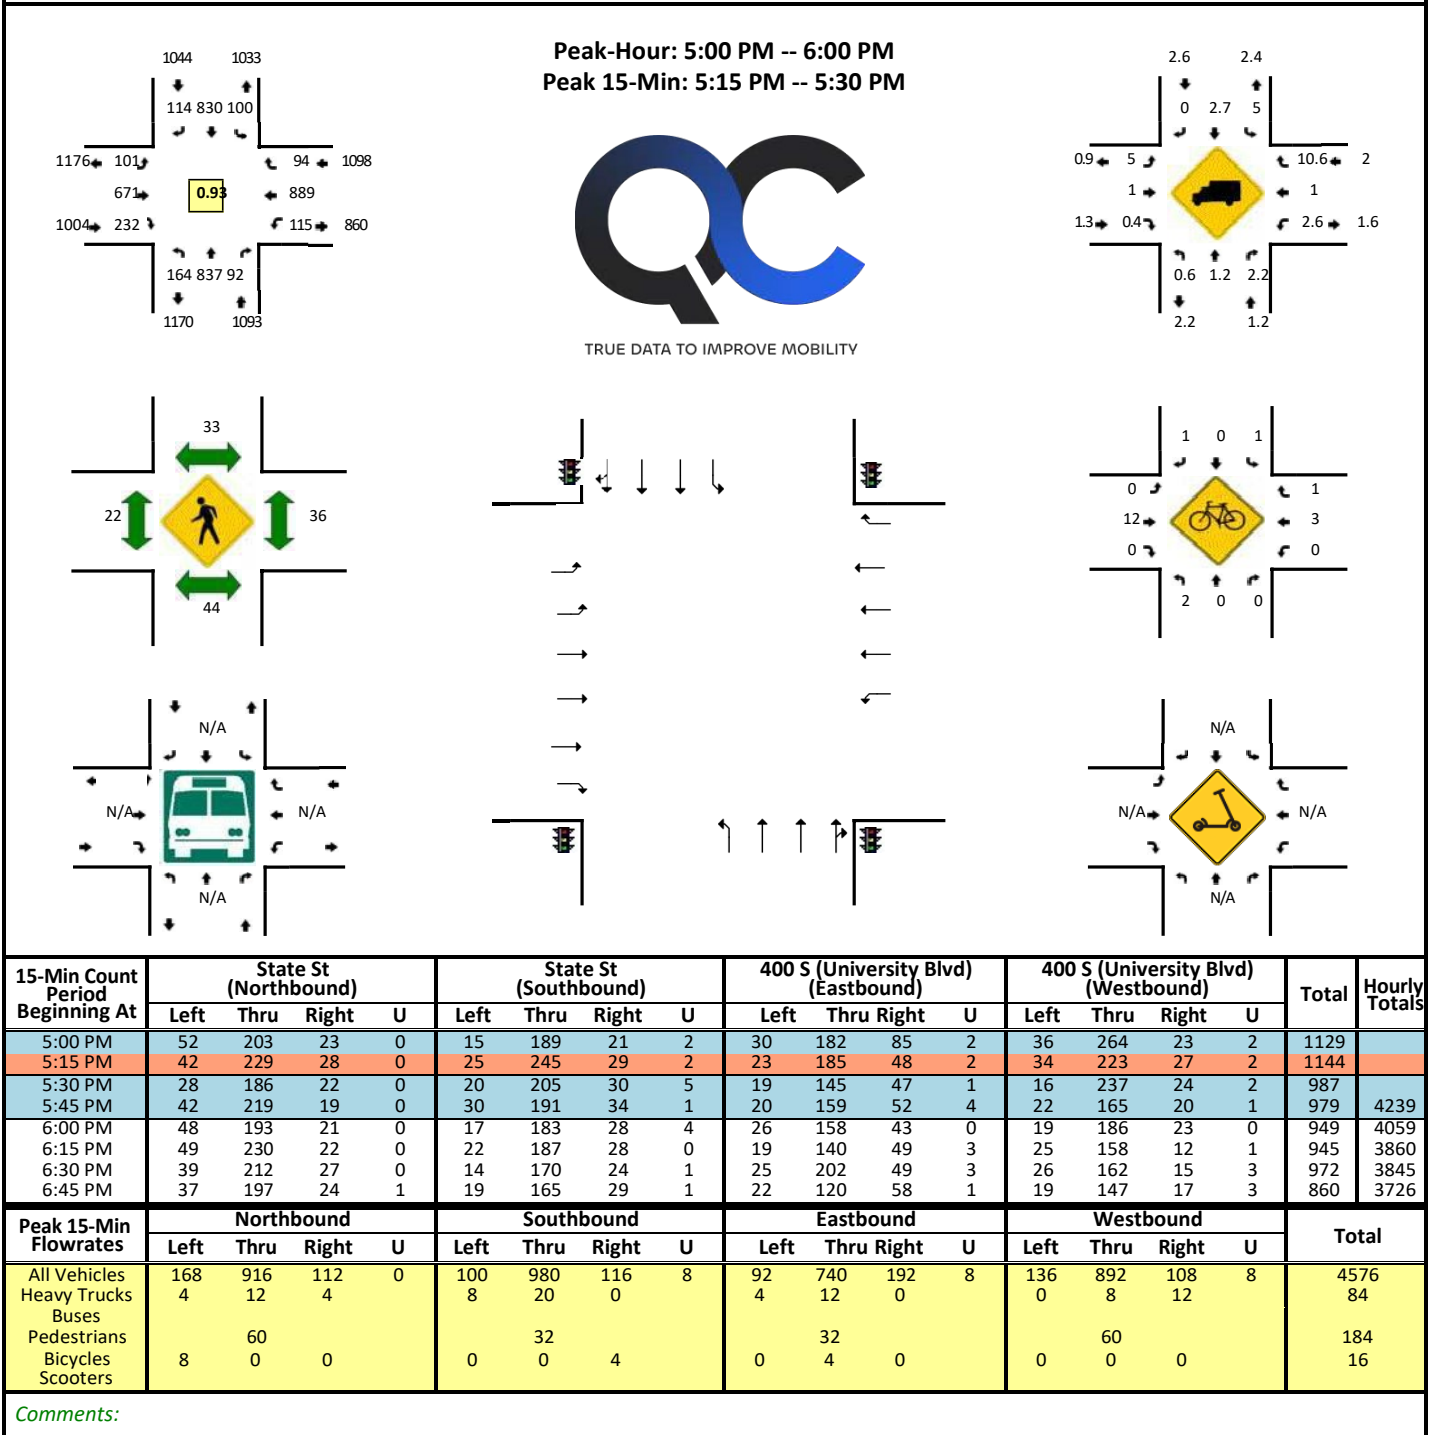 Peak-Hour: 5:00 PM -- 6:00 PM
Peak 15-Min: 5:15 PM -- 5:30 PM
1044 1033
114 830 100
1176 101 94 1098
671 0.93 889
1004 232 115 860
164 837 92
1170 1093
QC
TRUE DATA TO IMPROVE MOBILITY
2.6 2.4
0 2.7 5
0.9 5 10.6 2
1 1
1.3 0.4 2.6 1.6
0.6 1.2 2.2
2.2 1.2
33
22 36
44
1 0 1
0 1
12 3
0 0
2 0 0
N/A
N/A N/A
N/A
N/A
N/A N/A
N/A
15-Min Count Period Beginning At State St (Northbound) State St (Southbound) 400 S (University Blvd) (Eastbound) 400 S (University Blvd) (Westbound) Total Hourly Totals
Left Thru Right U Left Thru Right U Left Thru Right U Left Thru Right U
5:00 PM 52 203 23 0 15 189 21 2 30 182 85 2 36 264 23 2 1129
5:15 PM 42 229 28 0 25 245 29 2 23 185 48 2 34 223 27 2 1144
5:30 PM 28 186 22 0 20 205 30 5 19 145 47 1 16 237 24 2 987
5:45 PM 42 219 19 0 30 191 34 1 20 159 52 4 22 165 20 1 979 4239
6:00 PM 48 193 21 0 17 183 28 4 26 158 43 0 19 186 23 0 949 4059
6:15 PM 49 230 22 0 22 187 28 0 19 140 49 3 25 158 12 1 945 3860
6:30 PM 39 212 27 0 14 170 24 1 25 202 49 3 26 162 15 3 972 3845
6:45 PM 37 197 24 1 19 165 29 1 22 120 58 1 19 147 17 3 860 3726
Peak 15-Min Flowrates Northbound Southbound Eastbound Westbound Total
Left Thru Right U Left Thru Right U Left Thru Right U Left Thru Right U
All Vehicles 168 916 112 0 100 980 116 8 92 740 192 8 136 892 108 8 4576
Heavy Trucks 4 12 4 8 20 0 4 12 0 0 8 12 84
Buses
Pedestrians 60 32 32 60 184
Bicycles 8 0 0 0 0 4 0 4 0 0 0 0 16
Scooters
Comments: